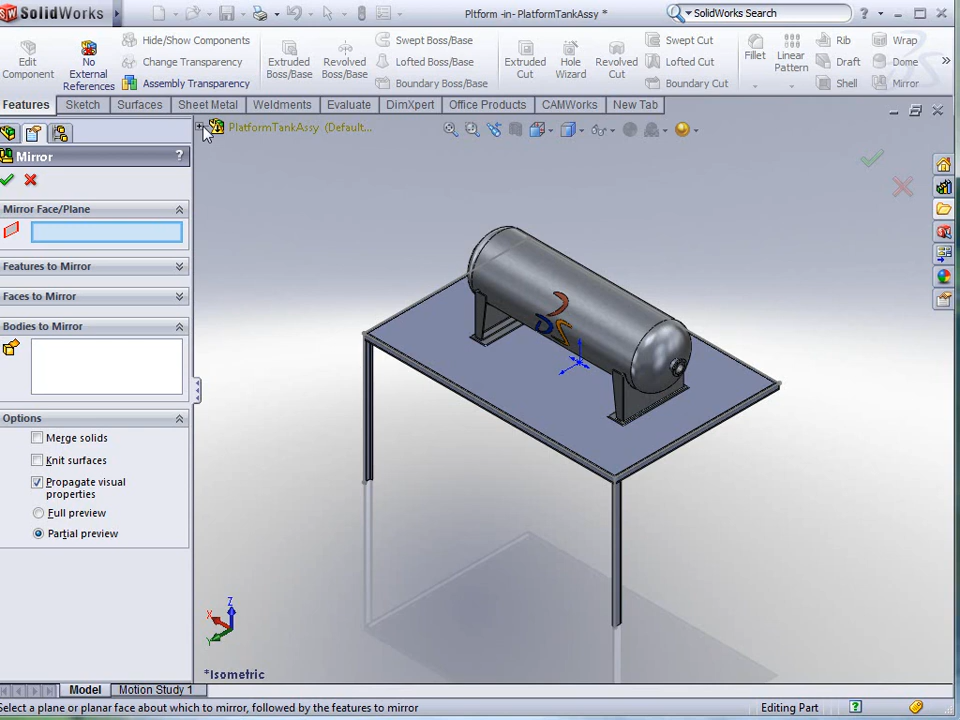 SolidWorks
Pltform -in- PlatformTankAssy *
SolidWorks Search
?
Edit Component
No External References
Hide/Show Components
Change Transparency
Assembly Transparency
Extruded Boss/Base
Revolved Boss/Base
Swept Boss/Base
Lofted Boss/Base
Boundary Boss/Base
Extruded Cut
Hole Wizard
Revolved Cut
Swept Cut
Lofted Cut
Boundary Cut
Fillet
Linear Pattern
Rib
Draft
Shell
Wrap
Dome
Mirror
Features
Sketch
Surfaces
Sheet Metal
Weldments
Evaluate
DimXpert
Office Products
CAMWorks
New Tab
PlatformTankAssy (Default...
Mirror
?
Mirror Face/Plane
Features to Mirror
Faces to Mirror
Bodies to Mirror
Options
Merge solids
Knit surfaces
Propagate visual
properties
Full preview
Partial preview
DS
Z
X
Y
*Isometric
Model
Motion Study 1
Select a plane or planar face about which to mirror, followed by the features to mirror
Editing Part
?